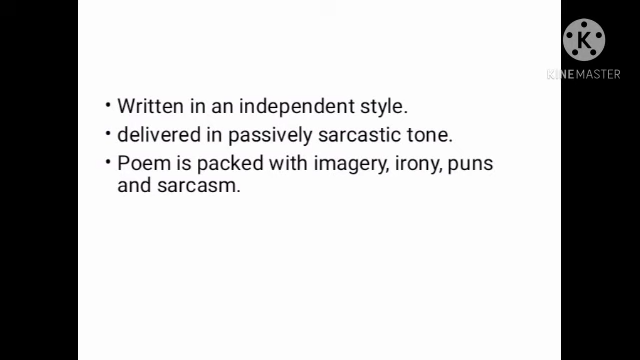 • Written in an independent style.
• delivered in passively sarcastic tone.
• Poem is packed with imagery, irony, puns
and sarcasm.
K
KINEMASTER